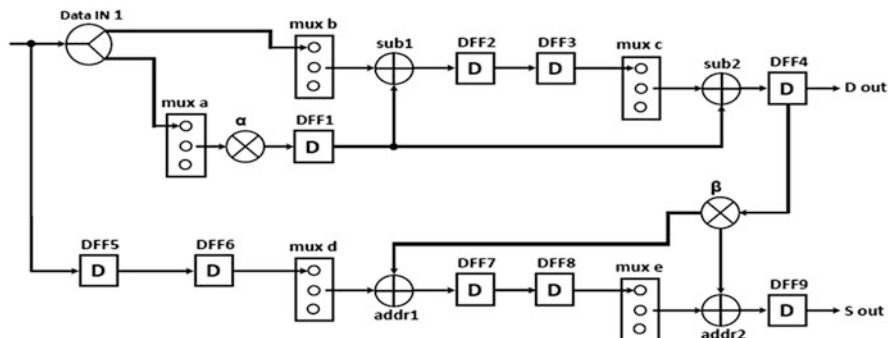 Data IN 1
mux b
sub1
DFF2
DFF3
mux c
sub2
DFF4
D
D
D
D out
mux a
α
DFF1
D
β
DFF5
DFF6
mux d
DFF7
DFF8
mux e
DFF9
D
D
D
D
D
S out
addr1
addr2